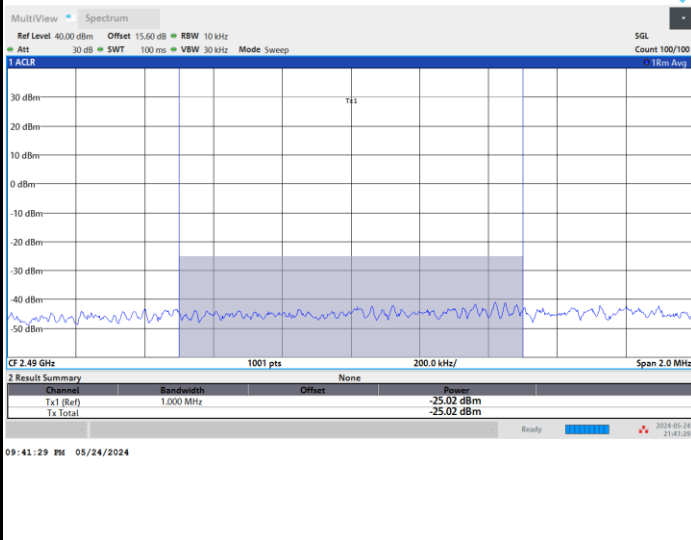 MultiView Spectrum
Ref Level 40.00 dBm Offset 15.60 dB RBW 10 kHz SGL
Att 30 dB SWT 100 ms VBW 30 kHz Mode Sweep Count 100/100
1 ACLR 1Rm Avg
30 dBm
Tx1
20 dBm
10 dBm
0 dBm
-10 dBm
-20 dBm
-30 dBm
-40 dBm
-50 dBm
CF 2.49 GHz 1001 pts 200.0 kHz/ Span 2.0 MHz
2 Result Summary None
Channel Bandwidth Offset Power
Tx1 (Ref) 1.000 MHz -25.02 dBm
Tx Total -25.02 dBm
Ready 2024-05-24
21:41:29
09:41:29 PM 05/24/2024